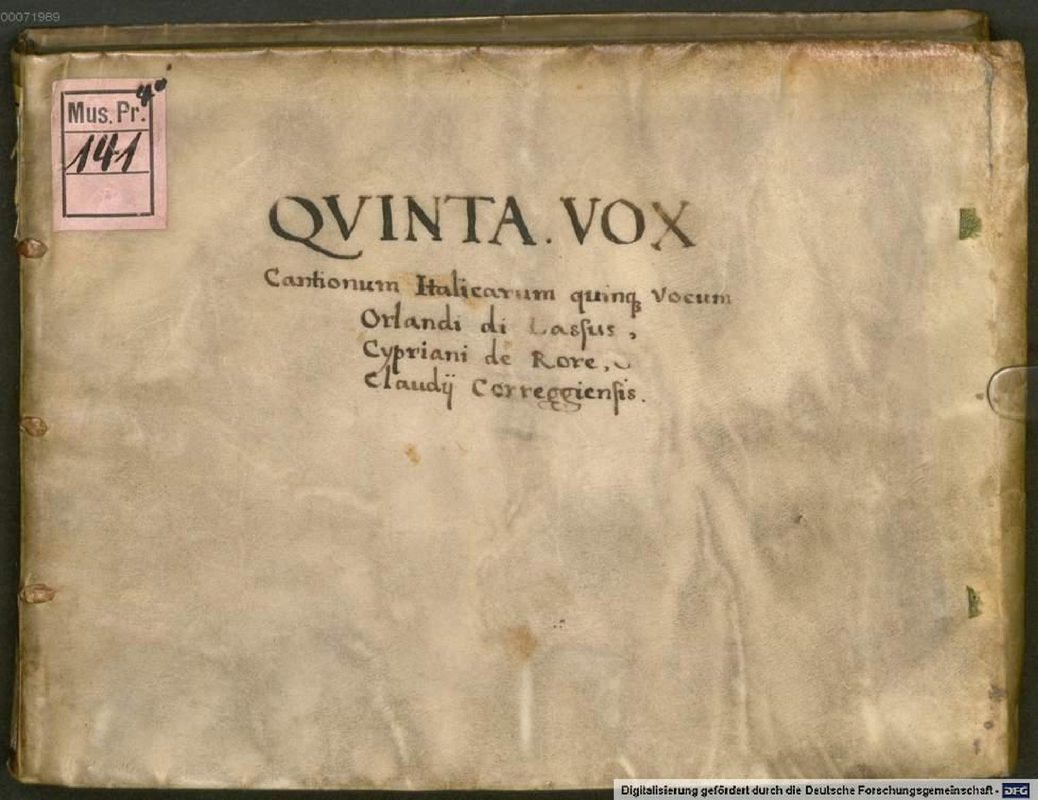 00071969
Mus. Pr.
4°
141
QVINTA. VOX
Cantionum Italicarum quinqꝫ Vocum
Orlandi di Lassus,
Cypriani de Rore,
Claudij Correggiensis.
Digitalisierung gefördert durch die Deutsche Forschungsgemeinschaft - DFG